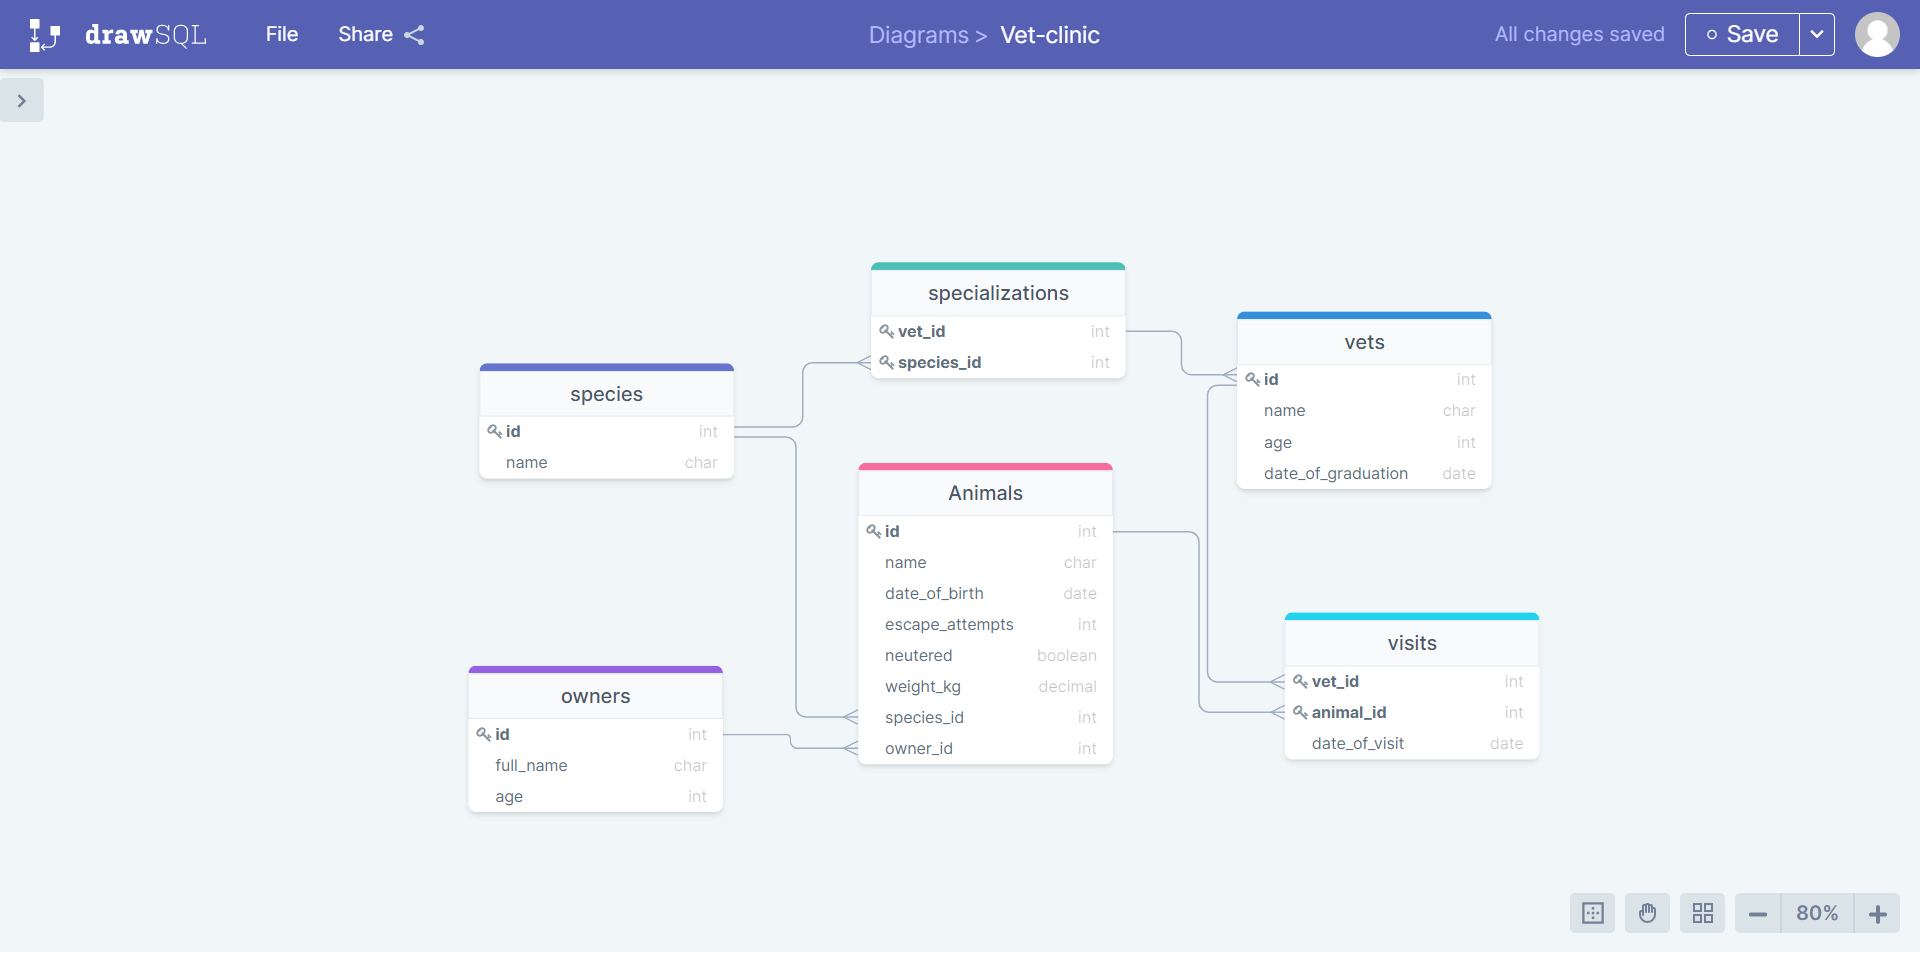 drawSQL File Share Diagrams > Vet-clinic All changes saved Save
specializations
vet_id int
species_id int
vets
id int
name char
age int
date_of_graduation date
species
id int
name char
Animals
id int
name char
date_of_birth date
escape_attempts int
neutered boolean
weight_kg decimal
species_id int
owner_id int
visits
vet_id int
animal_id int
date_of_visit date
owners
id int
full_name char
age int
80%